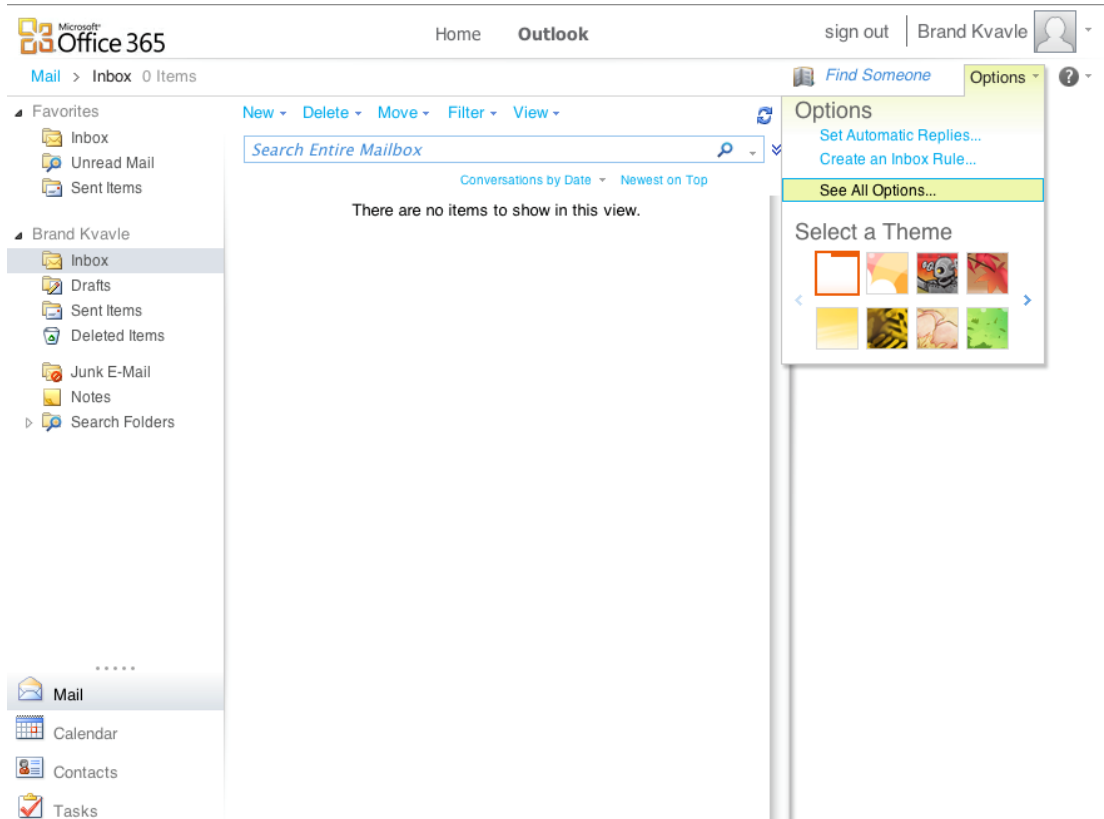 Microsoft®
Office 365
Home Outlook
sign out Brand Kvavle
Mail > Inbox 0 Items
Find Someone
Options
Favorites
Inbox
Unread Mail
Sent Items
Brand Kvavle
Inbox
Drafts
Sent Items
Deleted Items
Junk E-Mail
Notes
Search Folders
Mail
Calendar
Contacts
Tasks
New Delete Move Filter View
Search Entire Mailbox
Conversations by Date Newest on Top
There are no items to show in this view.
Options
Set Automatic Replies...
Create an Inbox Rule...
See All Options...
Select a Theme